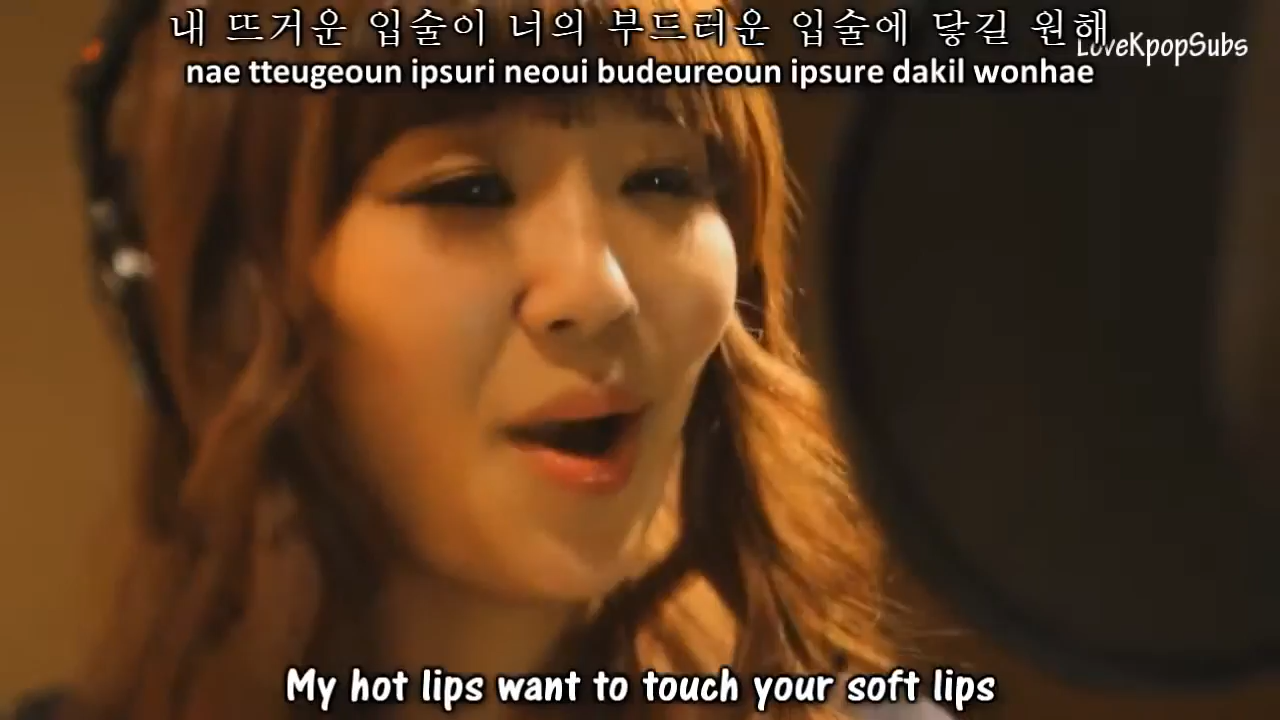 내 뜨거운 입술이 너의 부드러운 입술에 닿길 원해
LoveKpopSubs
nae tteugeoun ipsuri neoui budeureoun ipsure dakil wonhae
My hot lips want to touch your soft lips